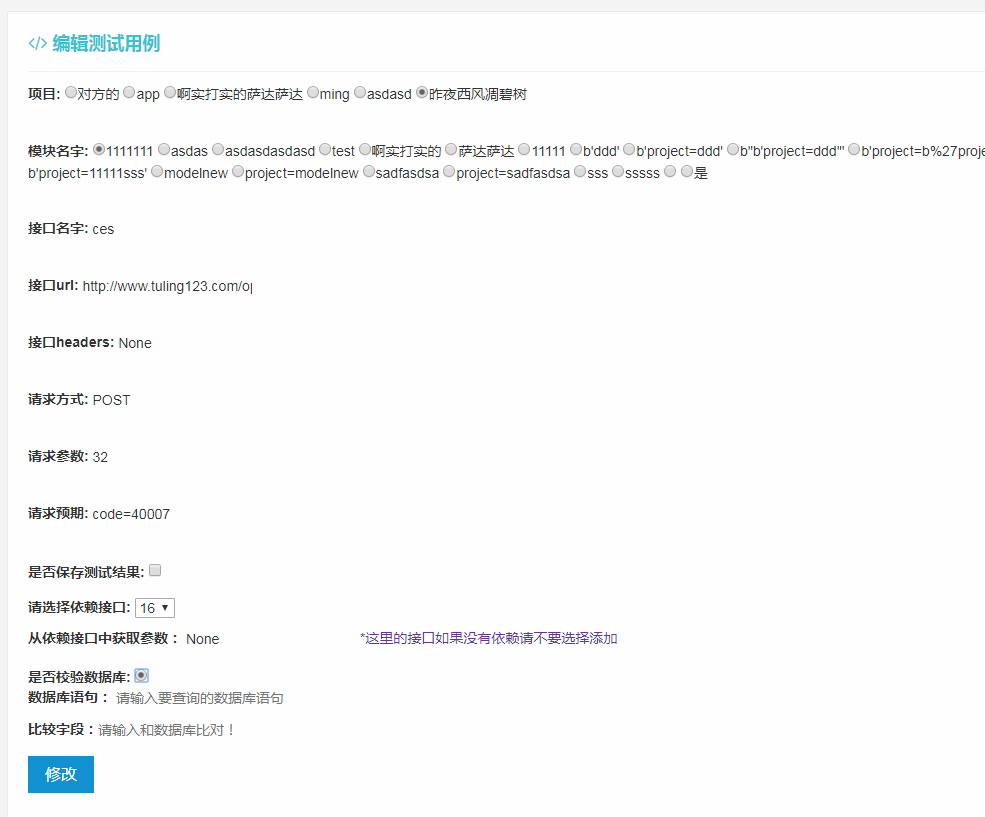 </> 编辑测试用例
项目: 对方的 app 啊实打实的萨达萨达 ming asdasd 昨夜西风凋碧树
模块名字: 1111111 asdas asdasdasdasd test 啊实打实的 萨达萨达 11111 b'ddd' b'project=ddd' b"b'project=ddd'" b'project=b%27proje
b'project=11111sss' modelnew project=modelnew sadfasdsa project=sadfasdsa sss sssss 是
接口名字: ces
接口url: http://www.tuling123.com/op
接口headers: None
请求方式: POST
请求参数: 32
请求预期: code=40007
是否保存测试结果:
请选择依赖接口: 16
从依赖接口中获取参数： None *这里的接口如果没有依赖请不要选择添加
是否校验数据库:
数据库语句： 请输入要查询的数据库语句
比较字段：请输入和数据库比对！
修改